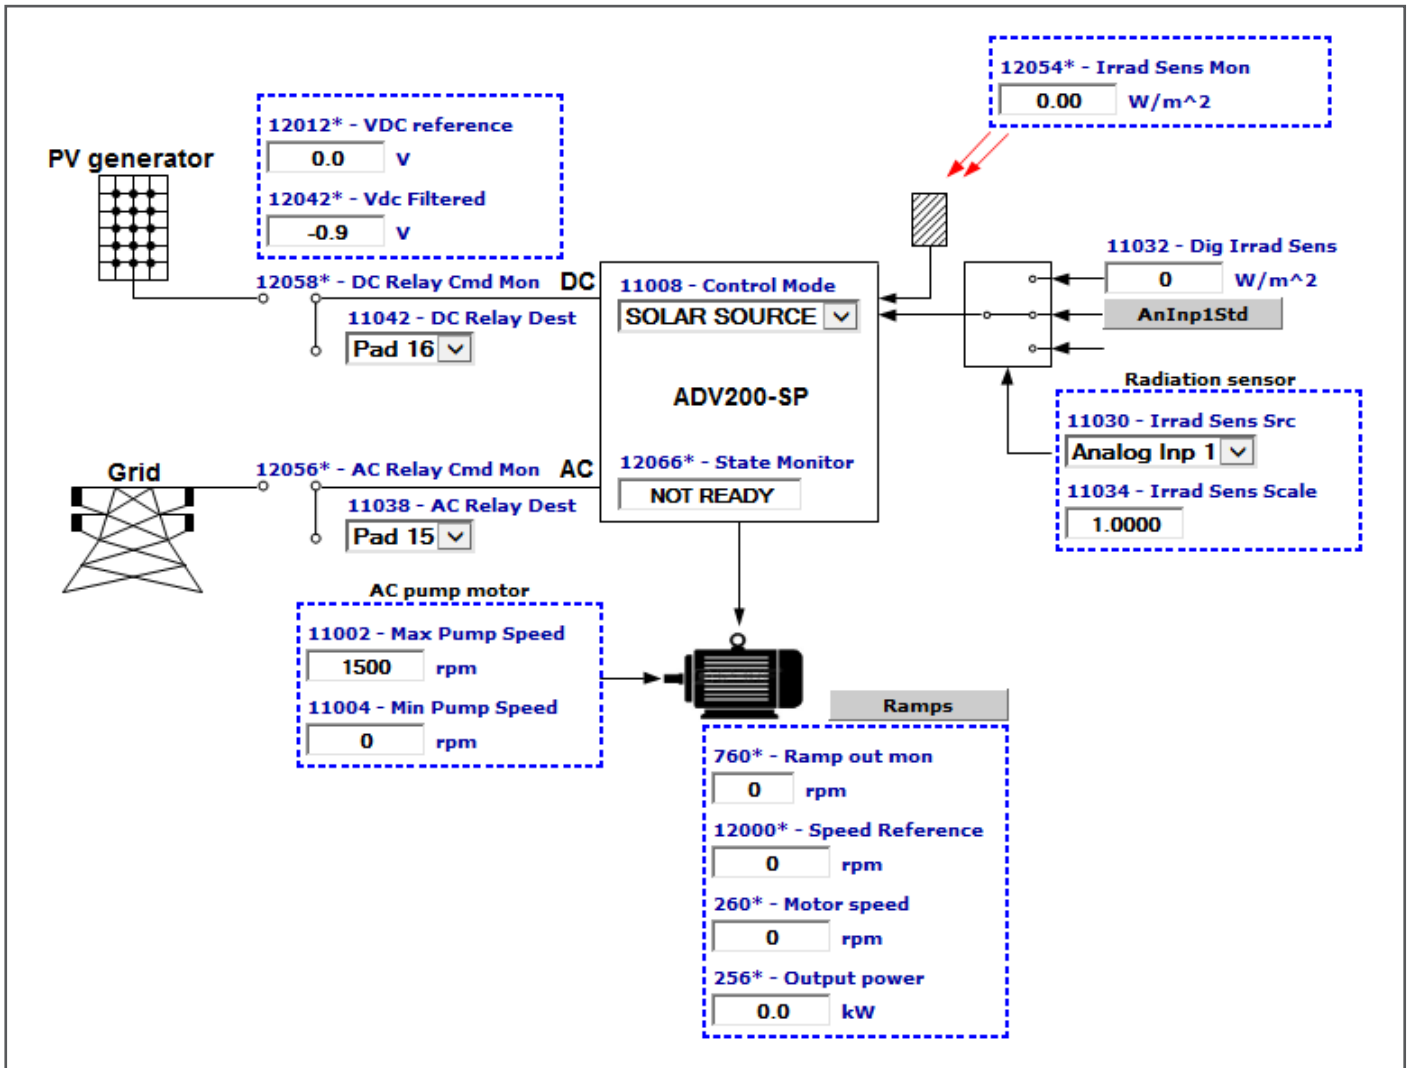 12054* - Irrad Sens Mon
0.00 W/m^2
12012* - VDC reference
0.0 V
12042* - Vdc Filtered
-0.9 V
PV generator
12058* - DC Relay Cmd Mon
DC
11042 - DC Relay Dest
Pad 16
11008 - Control Mode
SOLAR SOURCE
ADV200-SP
12066* - State Monitor
NOT READY
11032 - Dig Irrad Sens
0 W/m^2
AnInp1Std
Radiation sensor
11030 - Irrad Sens Src
Analog Inp 1
11034 - Irrad Sens Scale
1.0000
Grid
12056* - AC Relay Cmd Mon
AC
11038 - AC Relay Dest
Pad 15
AC pump motor
11002 - Max Pump Speed
1500 rpm
11004 - Min Pump Speed
0 rpm
Ramps
760* - Ramp out mon
0 rpm
12000* - Speed Reference
0 rpm
260* - Motor speed
0 rpm
256* - Output power
0.0 kW